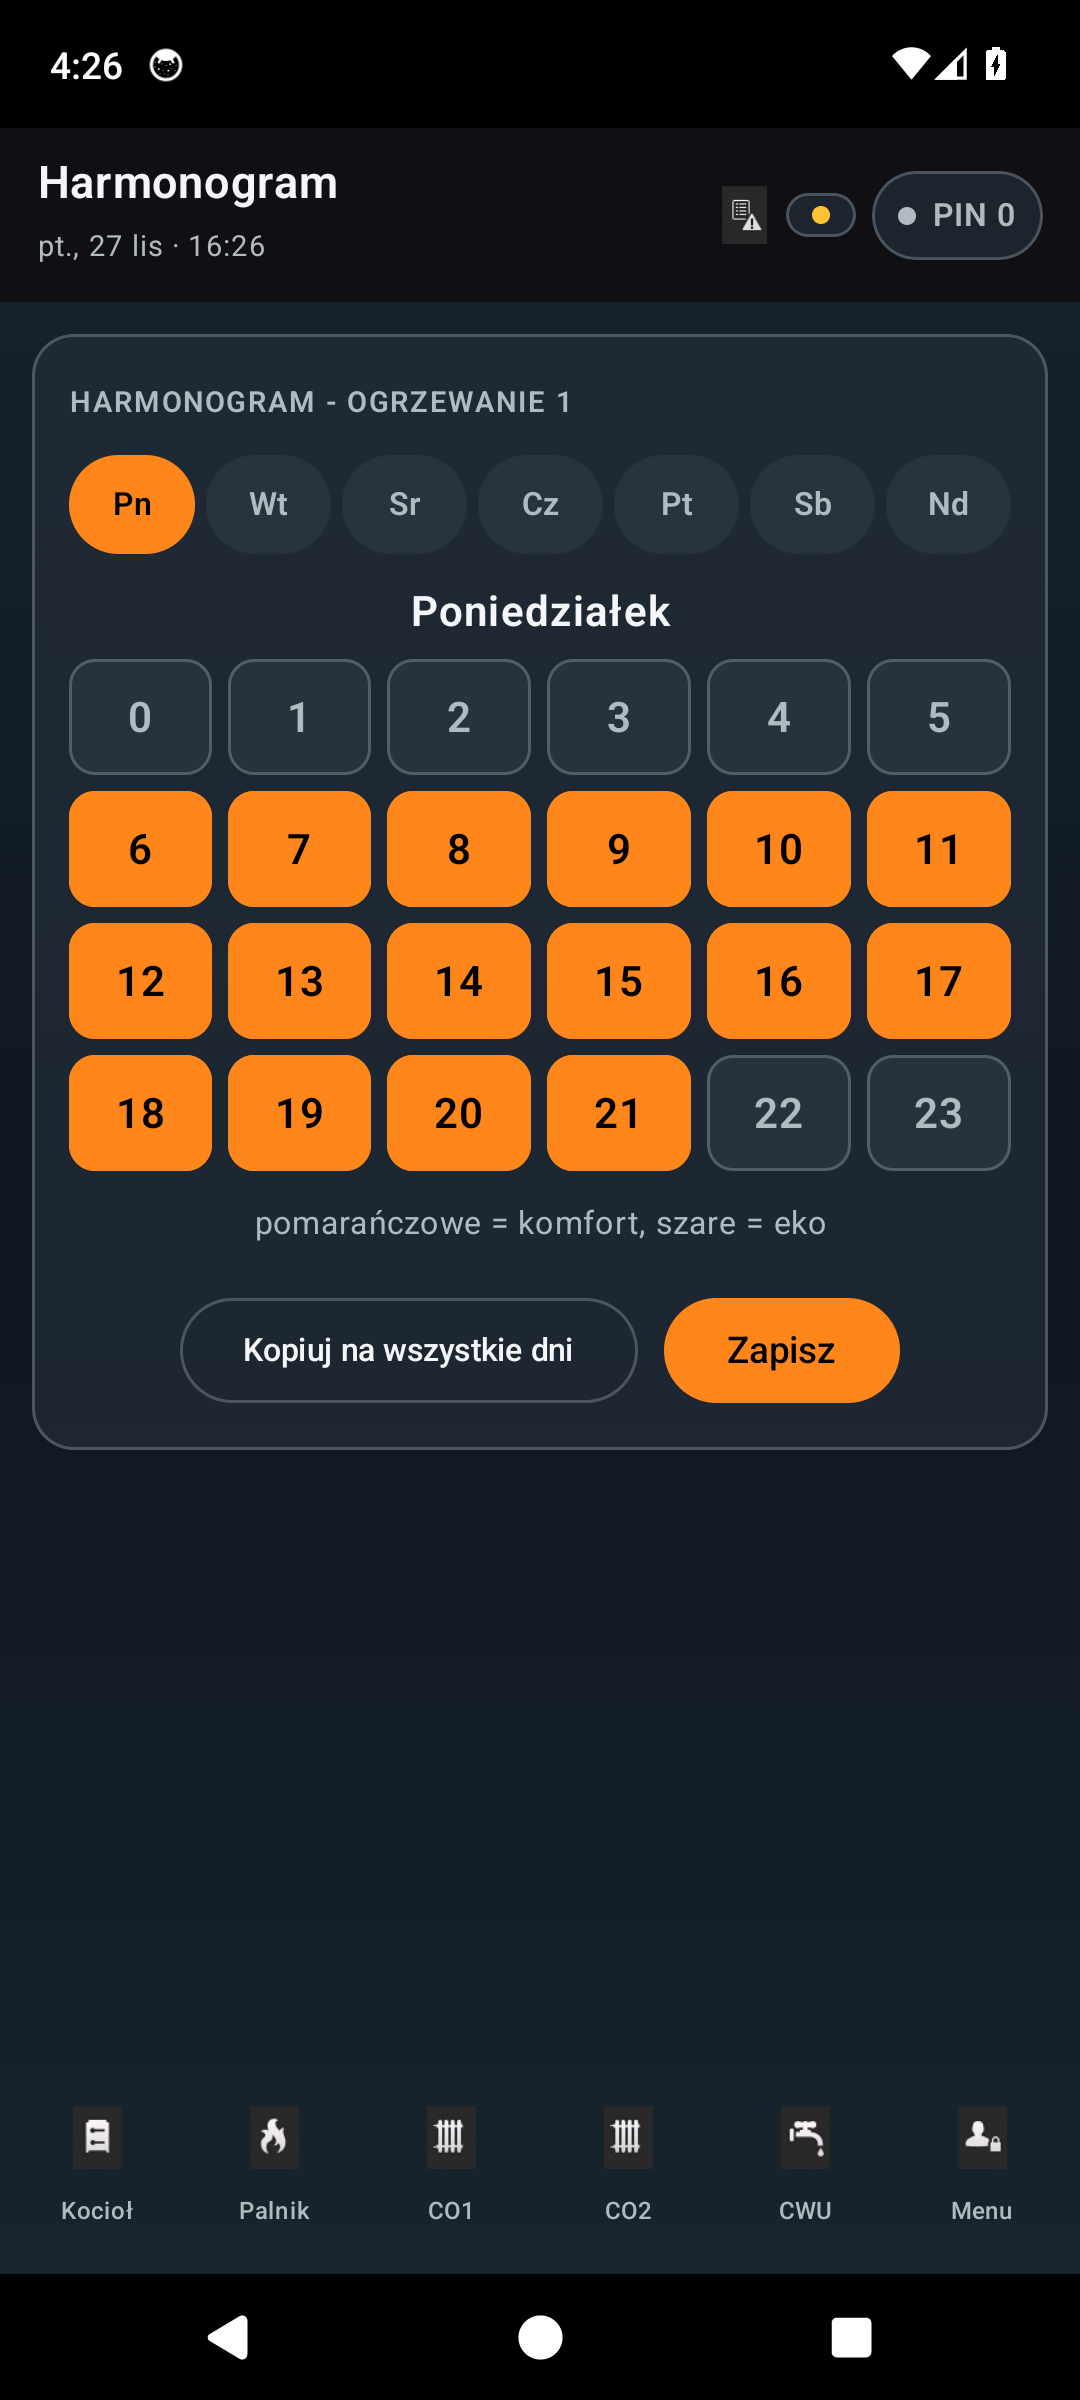 4:26
Harmonogram
pt., 27 lis · 16:26
PIN 0
HARMONOGRAM - OGRZEWANIE 1
Pn Wt Sr Cz Pt Sb Nd
Poniedziałek
0 1 2 3 4 5
6 7 8 9 10 11
12 13 14 15 16 17
18 19 20 21 22 23
pomarańczowe = komfort, szare = eko
Kopiuj na wszystkie dni Zapisz
Kocioł Palnik CO1 CO2 CWU Menu